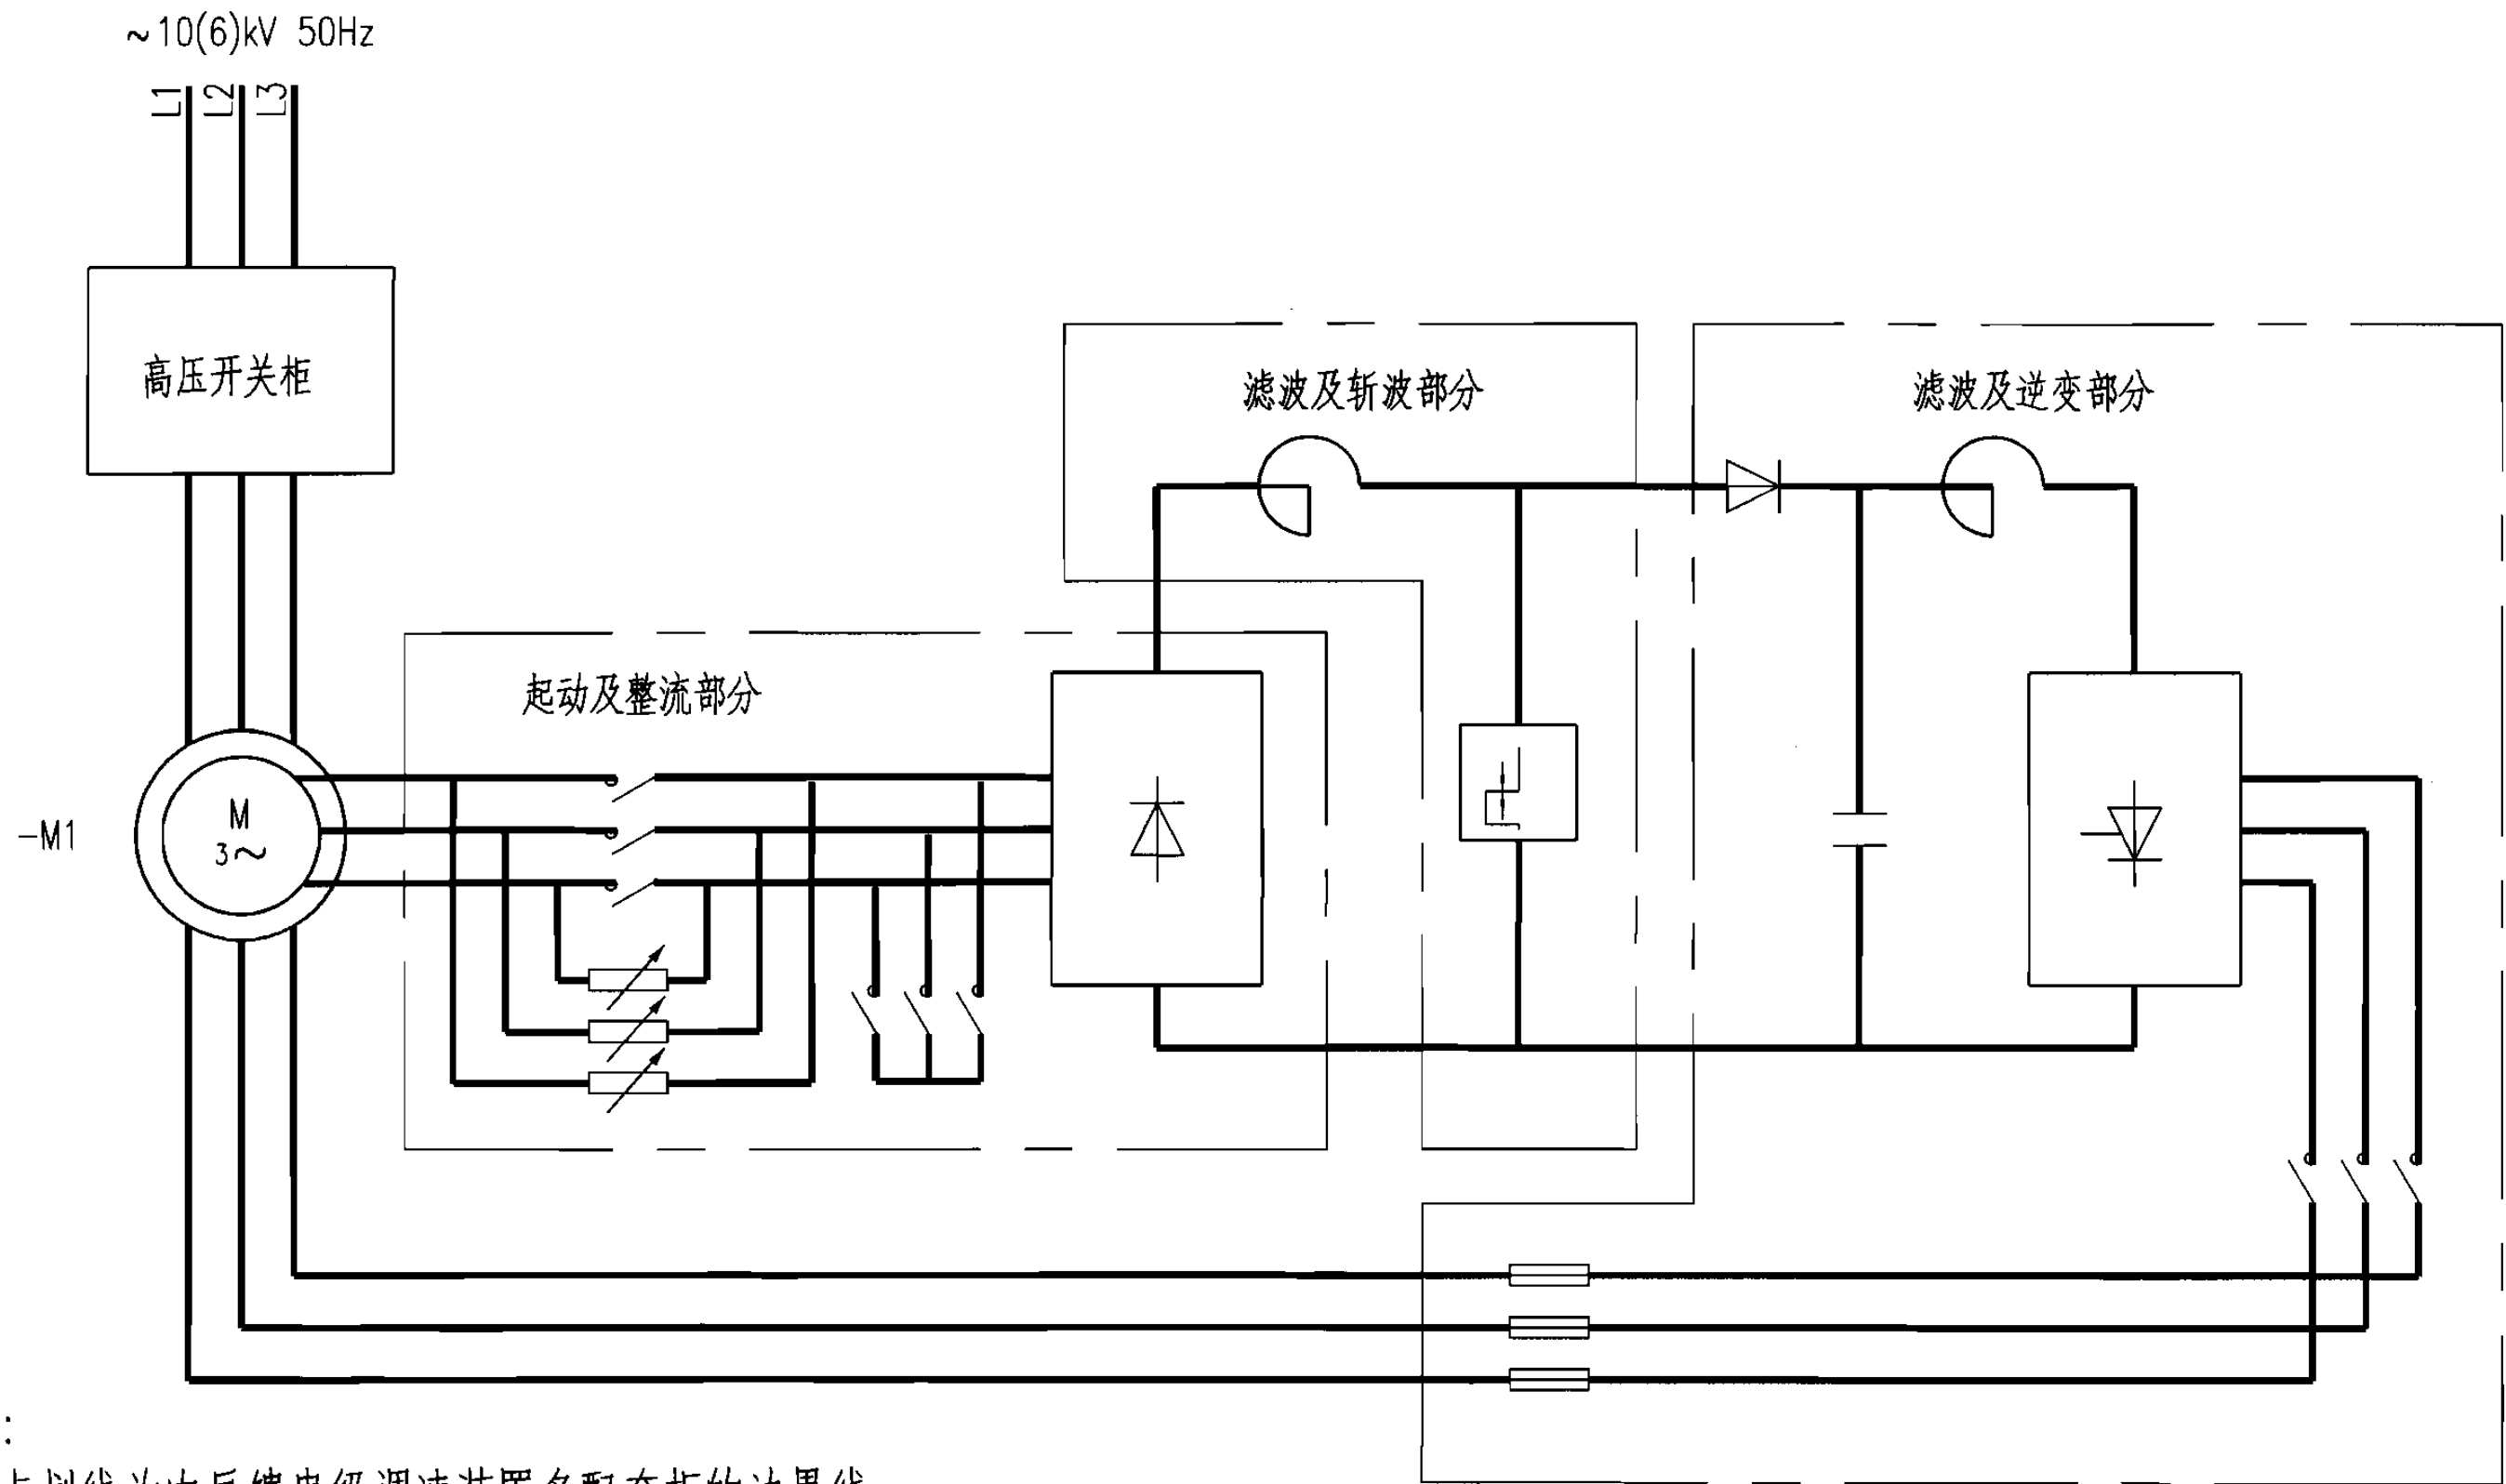 ~10(6)kV 50Hz
L1
L2
L3
高压开关柜
滤波及斩波部分
滤波及逆变部分
起动及整流部分
M
3~
-M1
: